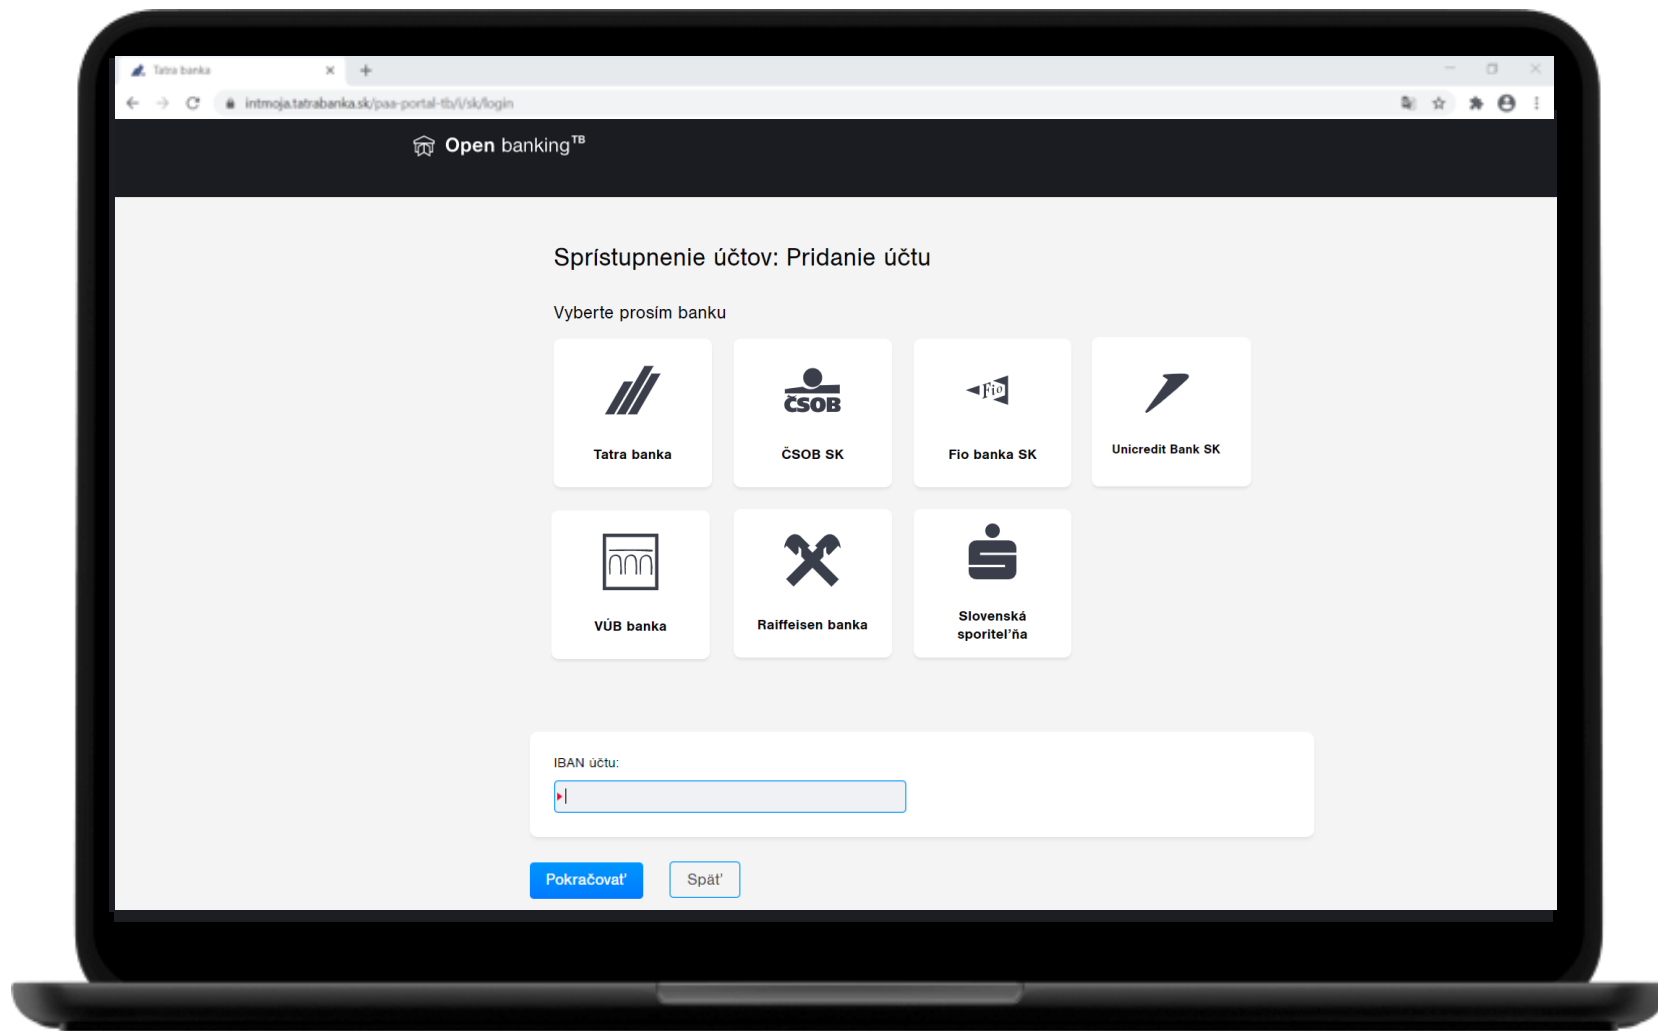 Tatra banka
intmoja.tatrabanka.sk/paa-portal-tb/i/sk/login
Open banking TB
Sprístupnenie účtov: Pridanie účtu
Vyberte prosím banku
ČSOB
Fio
Tatra banka
ČSOB SK
Fio banka SK
Unicredit Bank SK
VÚB banka
Raiffeisen banka
Slovenská
sporiteľňa
IBAN účtu:
Pokračovať
Späť